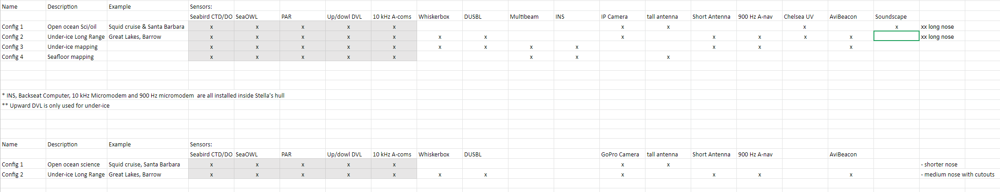 Name Description Example Sensors:
Seabird CTD/DO SeaOWL PAR Up/dowl DVL 10 kHz A-coms Whiskerbox DUSBL Multibeam INS IP Camera tall antenna Short Antenna 900 Hz A-nav Chelsea UV AviBeacon Soundscape
Config 1 Open ocean Sci/oil Squid cruise & Santa Barbara x x x x x x x x x xx long nose
Config 2 Under-ice Long Range Great Lakes, Barrow x x x x x x x x x x x x xx long nose
Config 3 Under-ice mapping x x x x x x x x x x x x
Config 4 Seafloor mapping x x x x x x x x
* INS, Backseat Computer, 10 kHz Micromodem and 900 Hz micromodem are all installed inside Stella's hull
** Upward DVL is only used for under-ice
Name Description Example Sensors:
Seabird CTD/DO SeaOWL PAR Up/dowl DVL 10 kHz A-coms Whiskerbox DUSBL GoPro Camera tall antenna Short Antenna 900 Hz A-nav AviBeacon
Config 1 Open ocean science Squid cruise, Santa Barbara x x x x x x x - shorter nose
Config 2 Under-ice Long Range Great Lakes, Barrow x x x x x x x x x x x - medium nose with cutouts